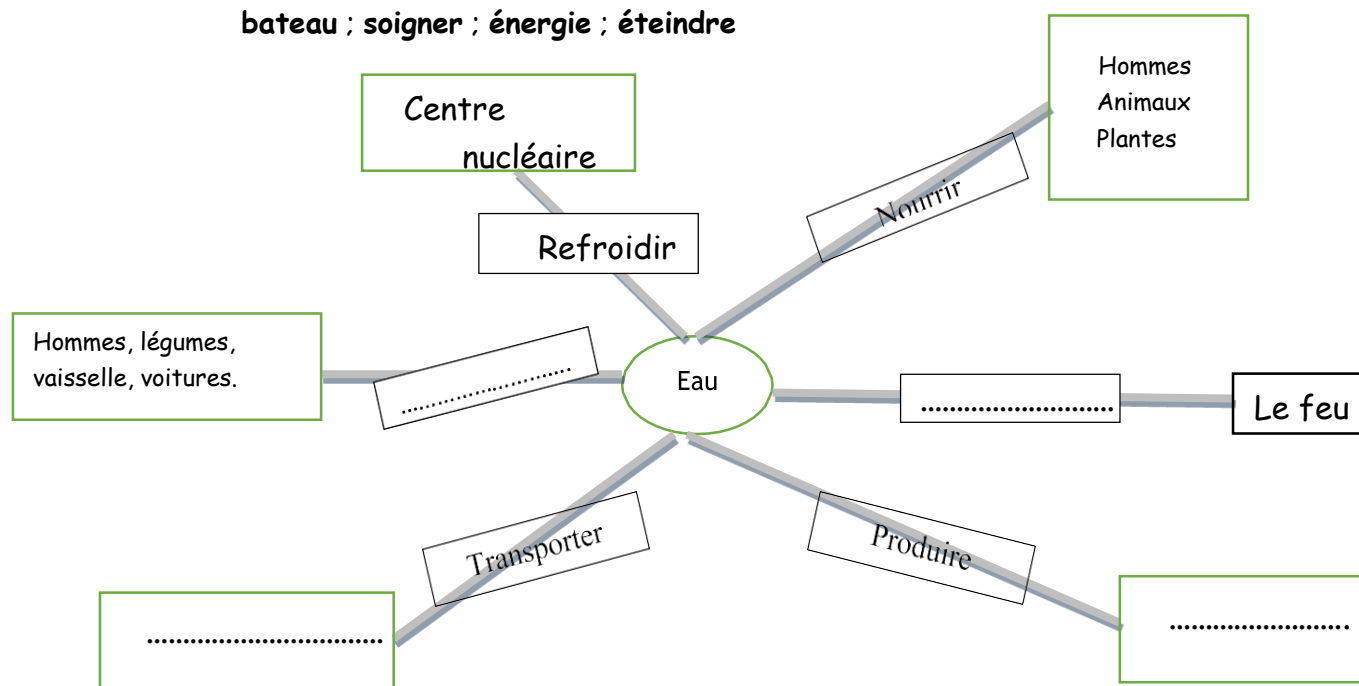 bateau ; soigner ; énergie ; éteindre
Centre
nucléaire
Hommes
Animaux
Plantes
Nourrir
Refroidir
Hommes, légumes,
vaisselle, voitures.
..............................
Eau
..............................
Le feu
Transporter
Produire
..............................
..............................